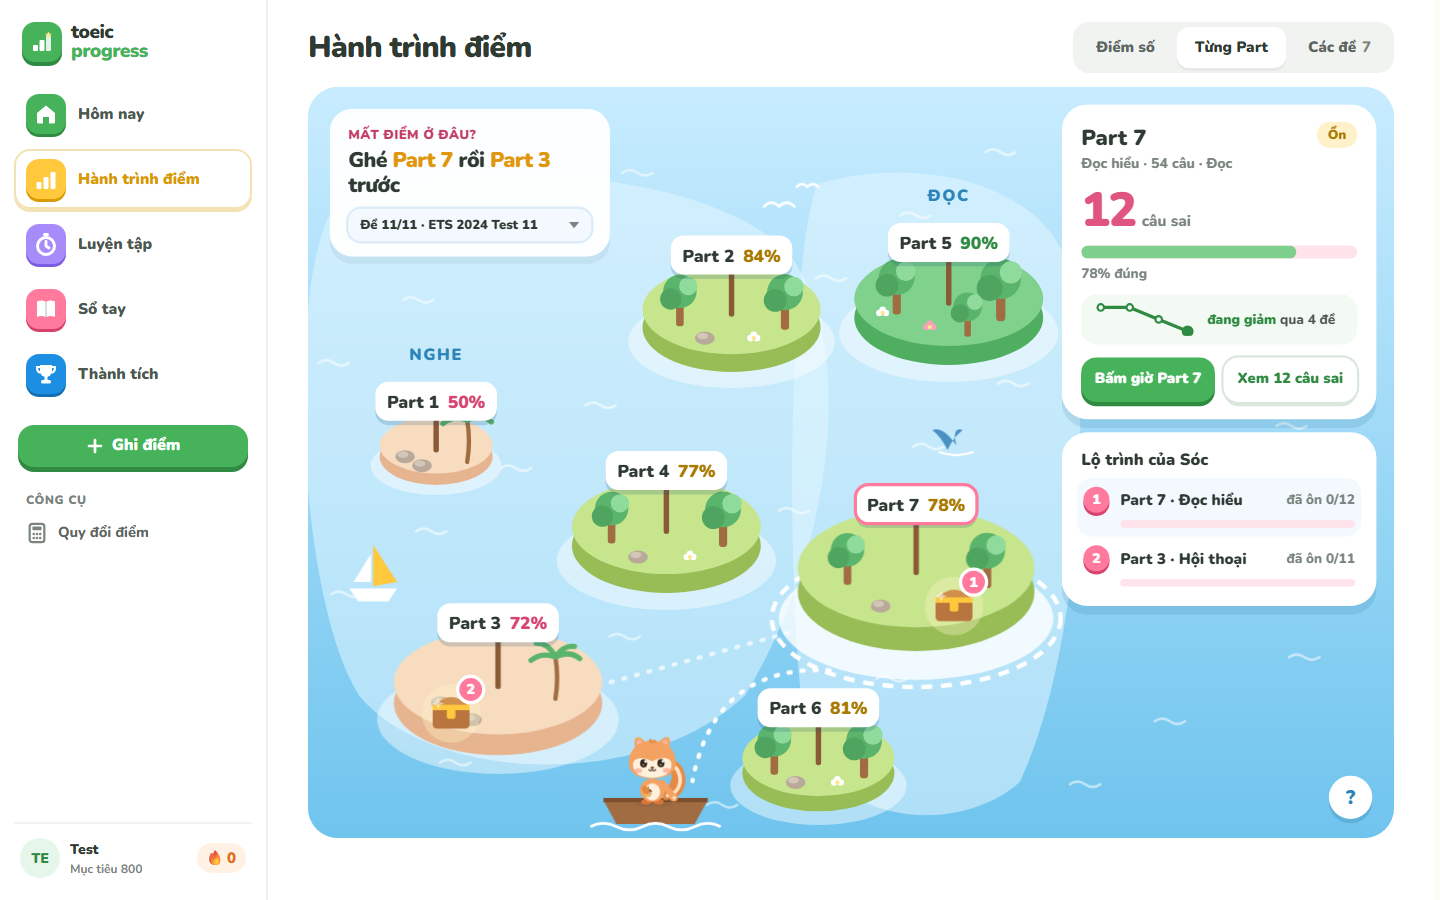 toeic
progress
Hôm nay
Hành trình điểm
Luyện tập
Sổ tay
Thành tích
+ Ghi điểm
CÔNG CỤ
Quy đổi điểm
TE
Test
Mục tiêu 800
0
Hành trình điểm
Điểm số
Từng Part
Các đề 7
MẤT ĐIỂM Ở ĐÂU?
Ghé Part 7 rồi Part 3
trước
Đề 11/11 · ETS 2024 Test 11
NGHE
ĐỌC
Part 2 84%
Part 5 90%
Part 1 50%
Part 4 77%
Part 7 78%
1
Part 3 72%
2
Part 6 81%
Part 7
Ổn
Đọc hiểu · 54 câu · Đọc
12 câu sai
78% đúng
đang giảm qua 4 đề
Bấm giờ Part 7
Xem 12 câu sai
Lộ trình của Sóc
1 Part 7 · Đọc hiểu đã ôn 0/12
2 Part 3 · Hội thoại đã ôn 0/11
?